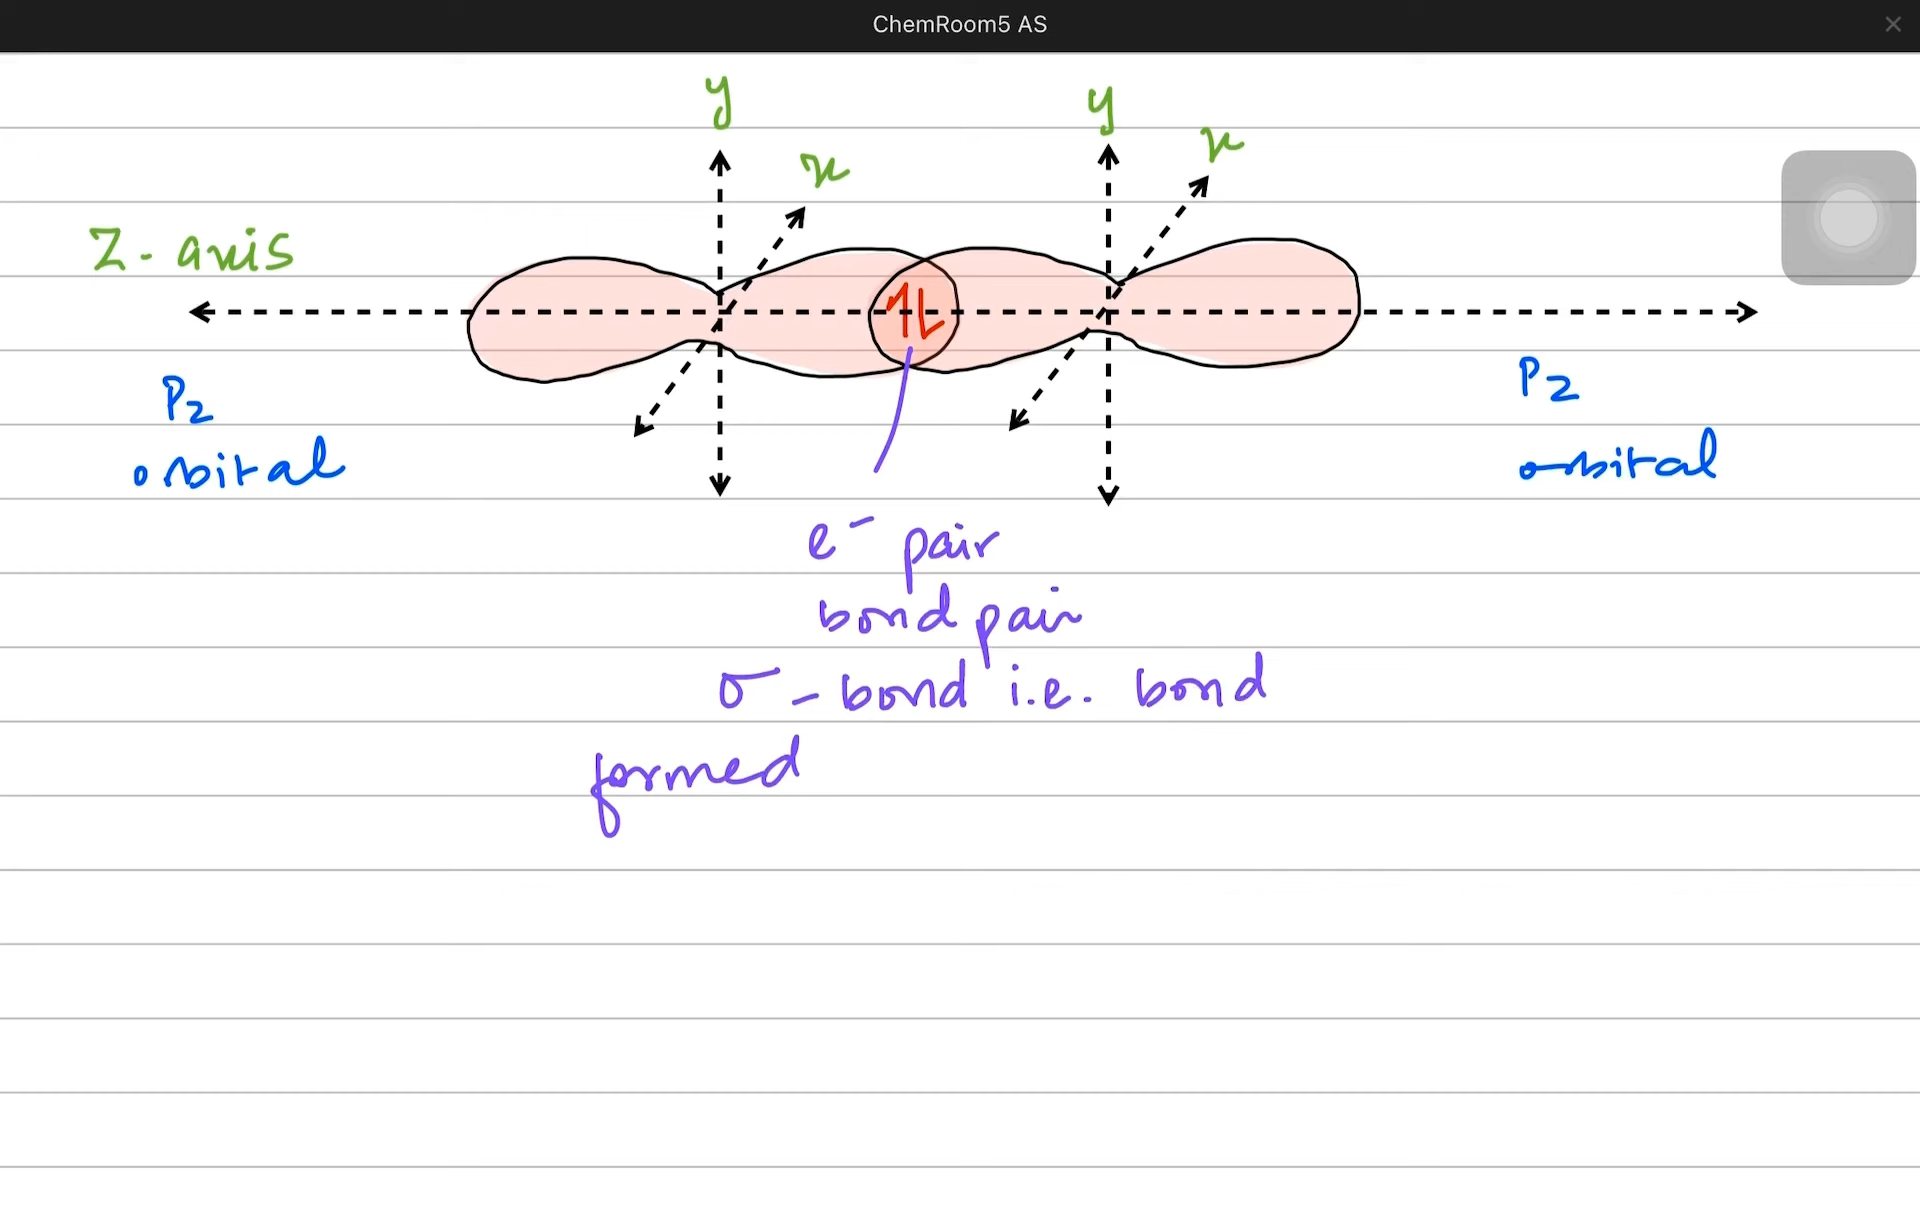 ChemRoom5 AS
y
y
x
x
Z-axis
↿⇂
Pz
orbital
Pz
orbital
e⁻ pair
bond pair
σ - bond i.e. bond
formed